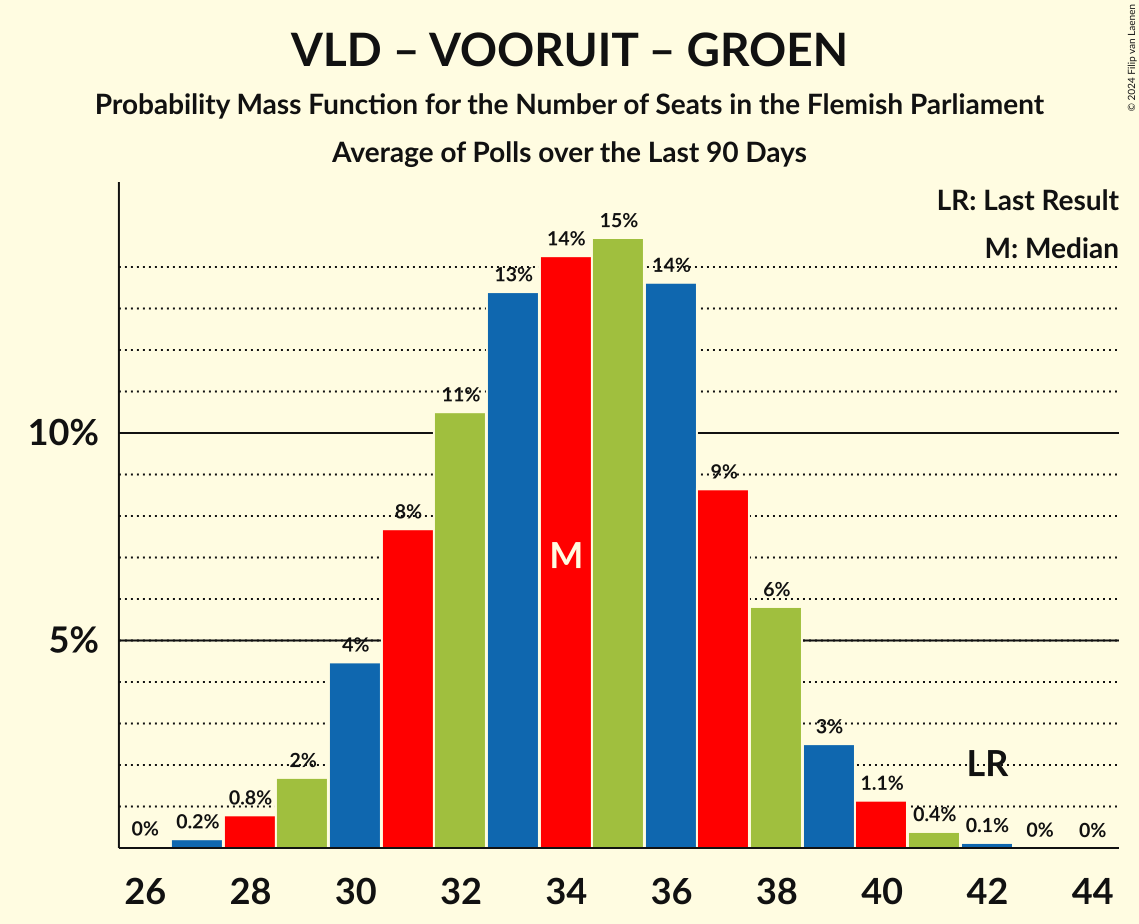 VLD – VOORUIT – GROEN
Probability Mass Function for the Number of Seats in the Flemish Parliament
Average of Polls over the Last 90 Days
© 2024 Filip van Laenen
LR: Last Result
M: Median
10%
5%
0%
0.2%
0.8%
2%
4%
8%
11%
13%
14%
15%
14%
9%
6%
3%
1.1%
0.4%
0.1%
0%
0%
M
LR
26 28 30 32 34 36 38 40 42 44